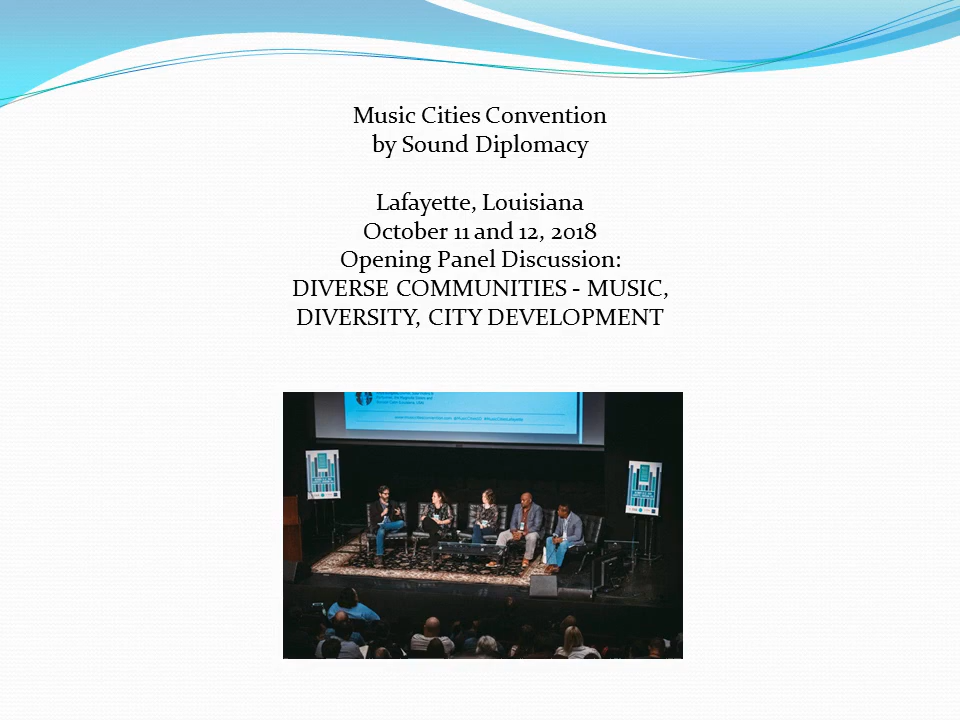 Music Cities Convention
by Sound Diplomacy
Lafayette, Louisiana
October 11 and 12, 2018
Opening Panel Discussion:
DIVERSE COMMUNITIES - MUSIC,
DIVERSITY, CITY DEVELOPMENT